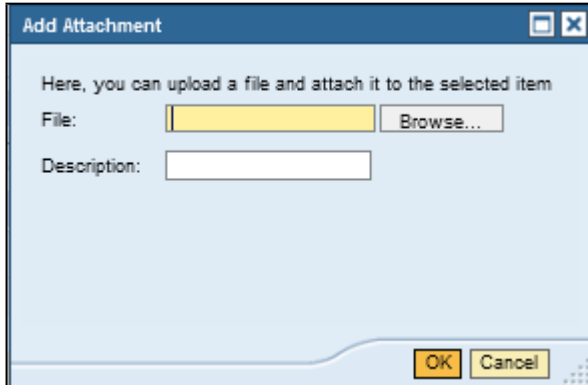 Add Attachment
Here, you can upload a file and attach it to the selected item
File: Browse...
Description:
OK Cancel